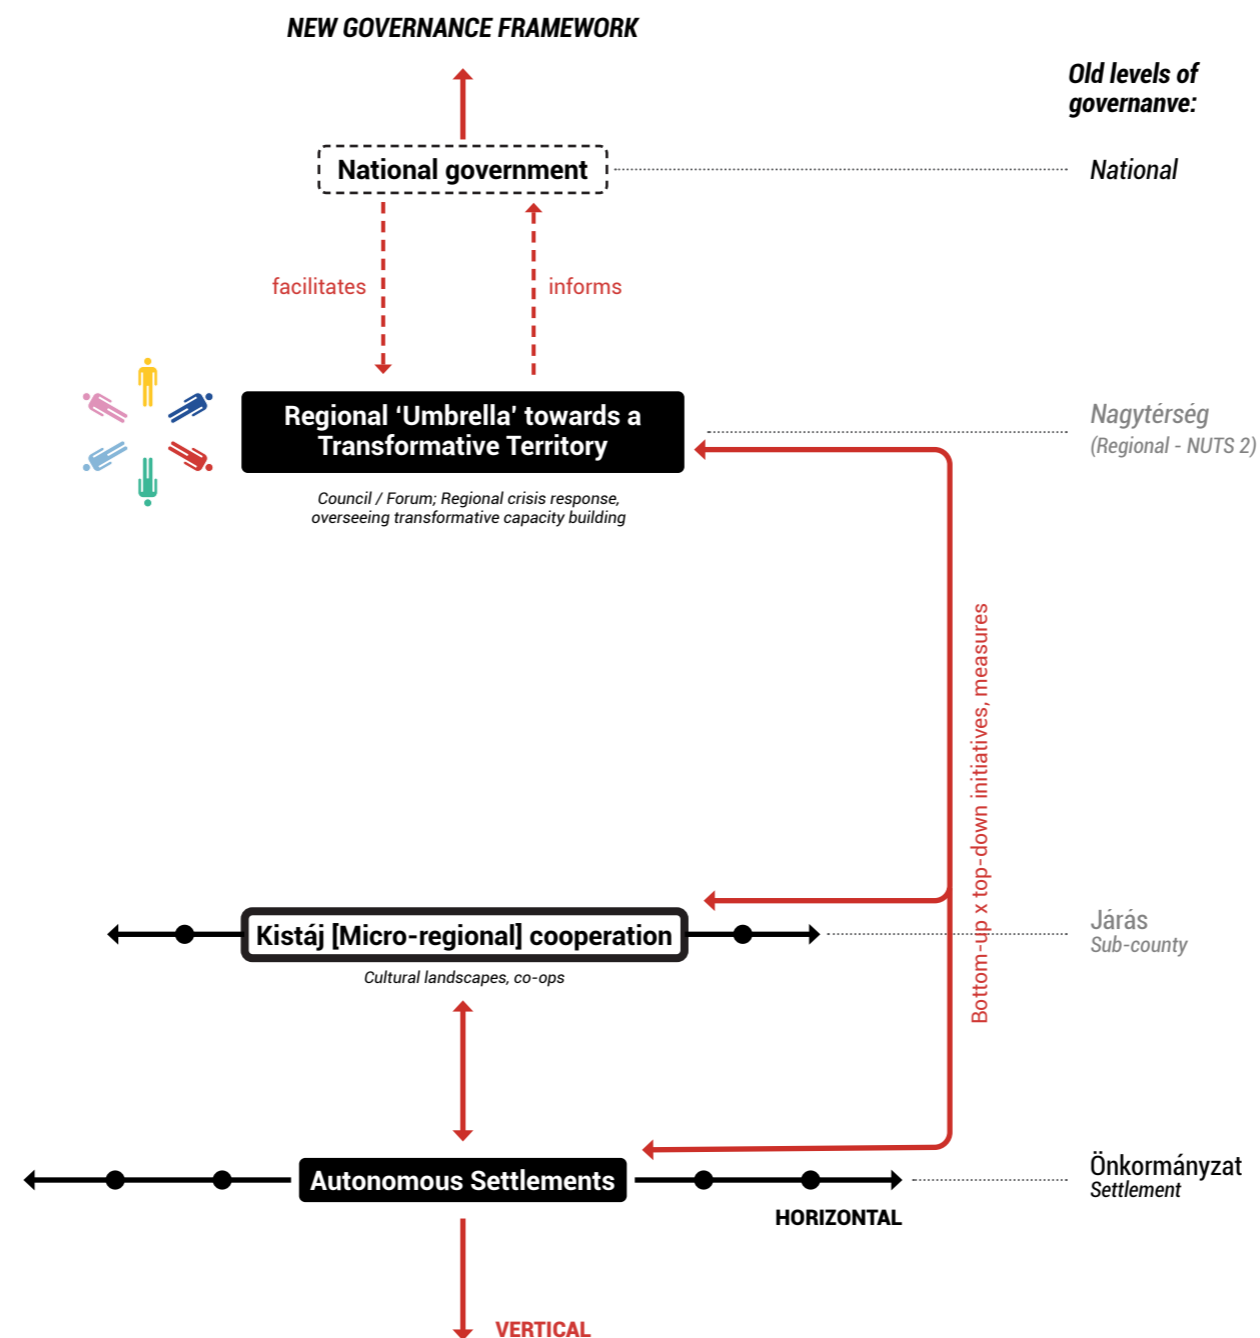 NEW GOVERNANCE FRAMEWORK
Old levels of
governanve:
National government
National
facilitates
informs
Regional ‘Umbrella’ towards a
Transformative Territory
Nagytérség
(Regional - NUTS 2)
Council / Forum; Regional crisis response,
overseeing transformative capacity building
Bottom-up x top-down initiatives, measures
Kistáj [Micro-regional] cooperation
Járás
Sub-county
Cultural landscapes, co-ops
Autonomous Settlements
Önkormányzat
Settlement
HORIZONTAL
VERTICAL